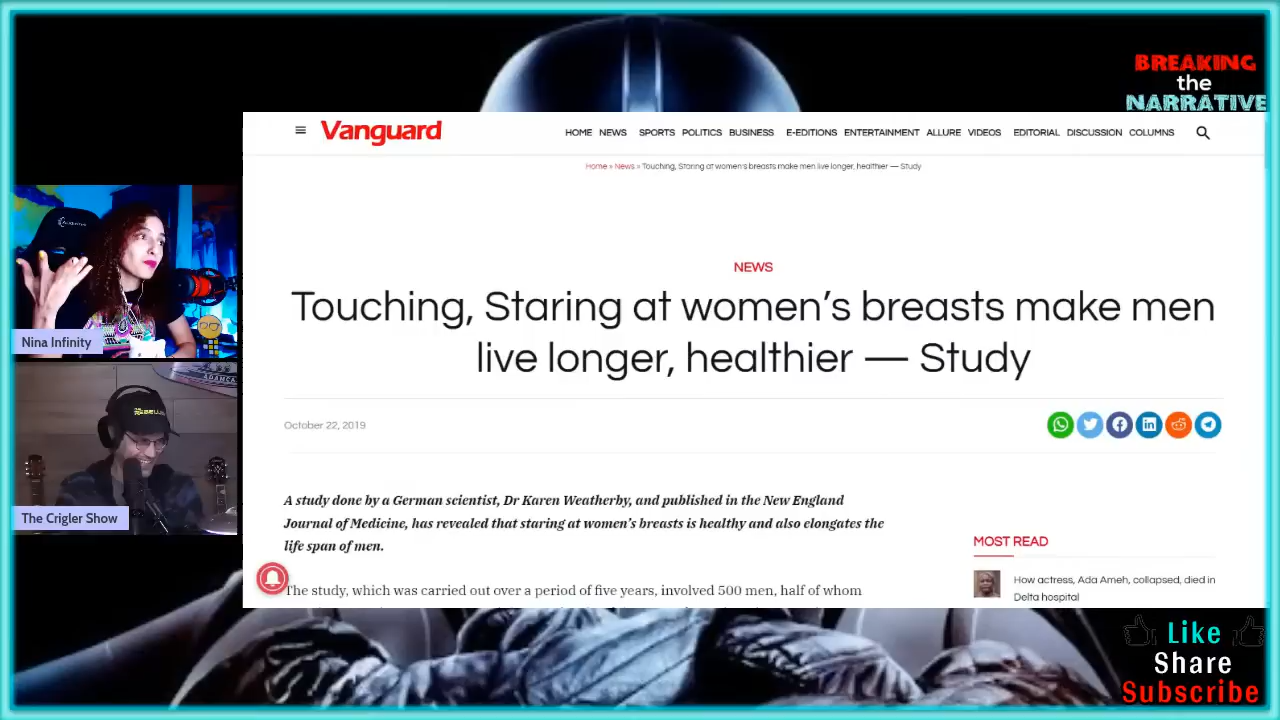 BREAKING
the
NARRATIVE
Vanguard
HOME NEWS SPORTS POLITICS BUSINESS E-EDITIONS ENTERTAINMENT ALLURE VIDEOS EDITORIAL DISCUSSION COLUMNS
Home » News » Touching, Staring at women's breasts make men live longer, healthier — Study
NEWS
Touching, Staring at women's breasts make men
live longer, healthier — Study
October 22, 2019
A study done by a German scientist, Dr Karen Weatherby, and published in the New England
Journal of Medicine, has revealed that staring at women's breasts is healthy and also elongates the
life span of men.
The study, which was carried out over a period of five years, involved 500 men, half of whom
MOST READ
How actress, Ada Ameh, collapsed, died in
Delta hospital
Nina Infinity
The Crigler Show
Like
Share
Subscribe